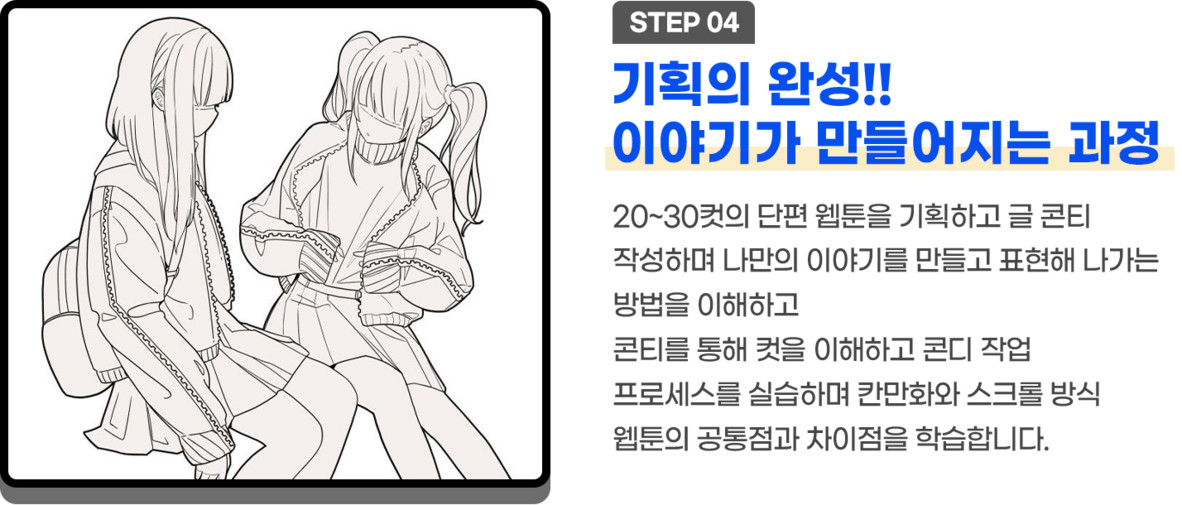 STEP 04
기획의 완성!!
이야기가 만들어지는 과정
20~30컷의 단편 웹툰을 기획하고 글 콘티
작성하며 나만의 이야기를 만들고 표현해 나가는
방법을 이해하고
콘티를 통해 컷을 이해하고 콘디 작업
프로세스를 실습하며 칸만화와 스크롤 방식
웹툰의 공통점과 차이점을 학습합니다.